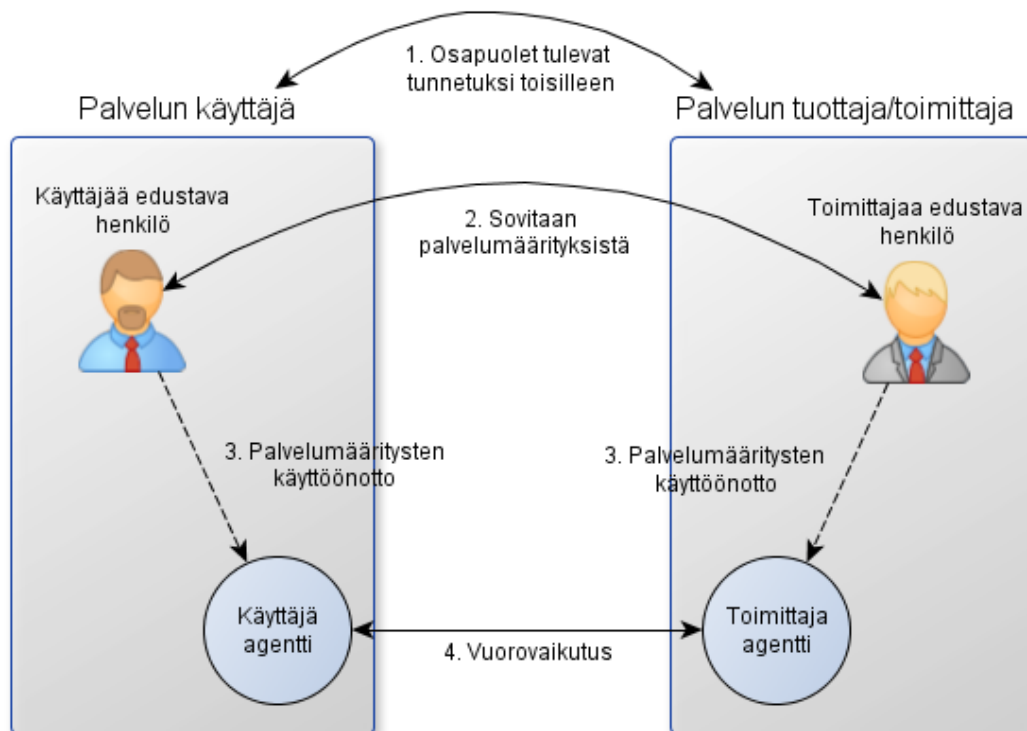 1. Osapuolet tulevat
tunnetuksi toisilleen
Palvelun käyttäjä
Palvelun tuottaja/toimittaja
Käyttäjää edustava
henkilö
2. Sovitaan
palvelumäärityksistä
Toimittajaa edustava
henkilö
3. Palvelumääritysten
käyttöönotto
3. Palvelumääritysten
käyttöönotto
Käyttäjä
agentti
4. Vuorovaikutus
Toimittaja
agentti